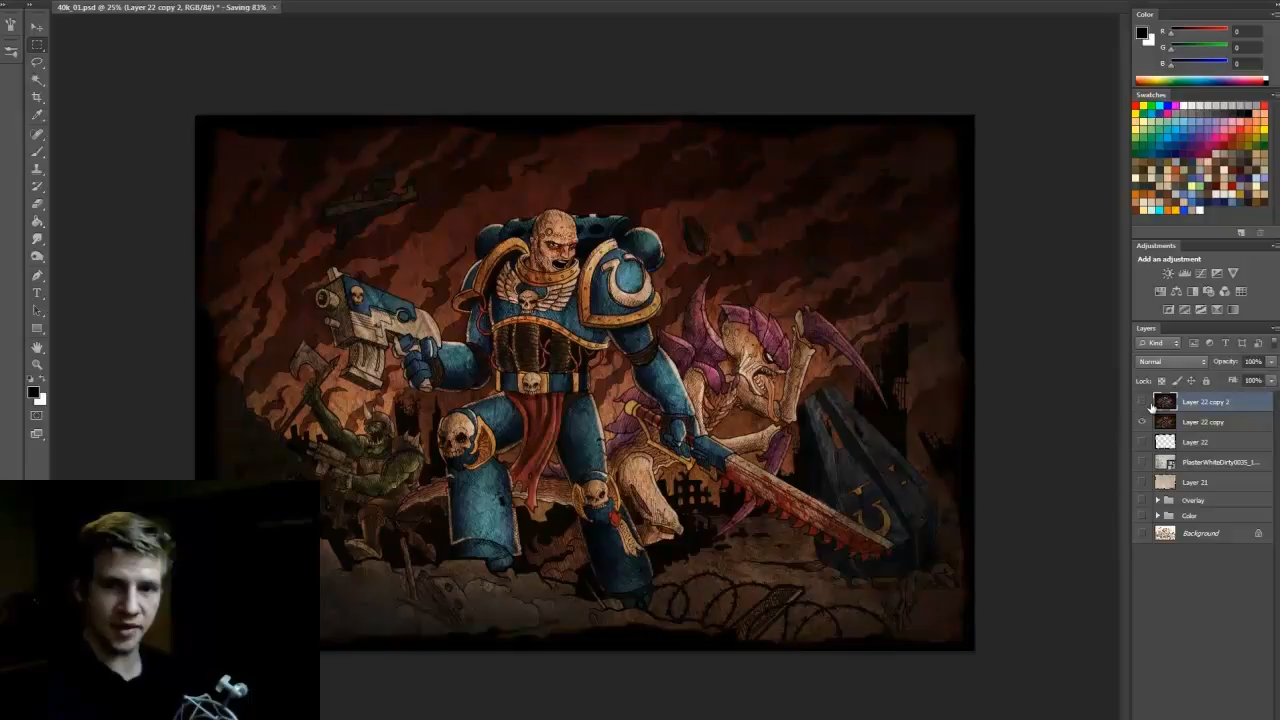 40k_01.psd @ 25% (Layer 22 copy 2, RGB/8#) * - Saving 83% ×
Color
R 0
G 0
B 0
Swatches
Adjustments
Add an adjustment
Layers
Kind
Normal Opacity: 100%
Lock: Fill: 100%
Layer 22 copy 2
Layer 22 copy
Layer 22
PlasterWhiteDirty0035_1...
Layer 21
Overlay
Color
Background